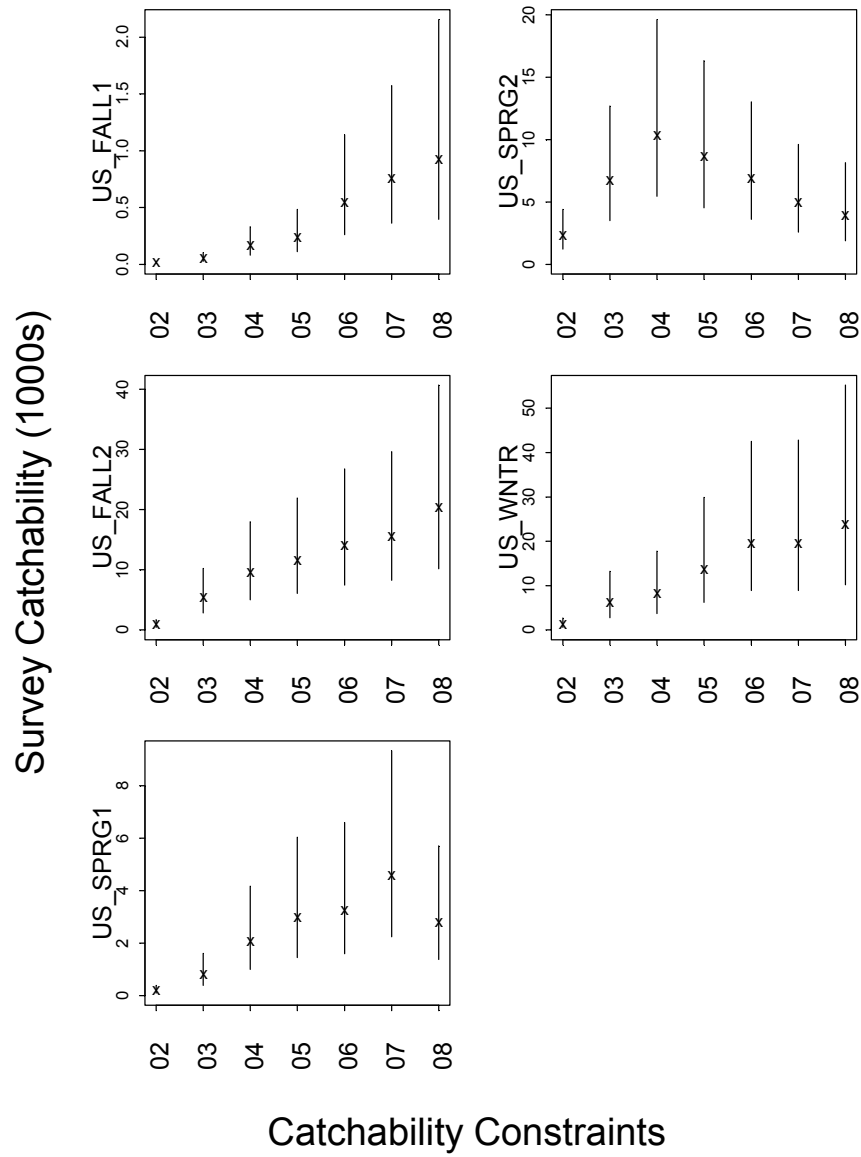 Survey Catchability (1000s)
US_FALL1
0.0 0.5 1.0 1.5 2.0
02 03 04 05 06 07 08
US_SPRG2
0 5 10 15 20
02 03 04 05 06 07 08
US_FALL2
0 10 20 30 40
02 03 04 05 06 07 08
US_WNTR
0 10 20 30 40 50
02 03 04 05 06 07 08
US_SPRG1
0 2 4 6 8
02 03 04 05 06 07 08
Catchability Constraints